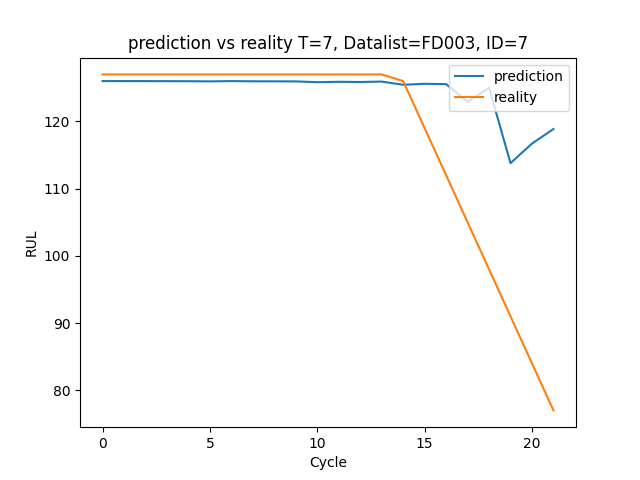 prediction vs reality T=7, Datalist=FD003, ID=7
prediction
reality
120
110
100
90
80
RUL
0 5 10 15 20
Cycle